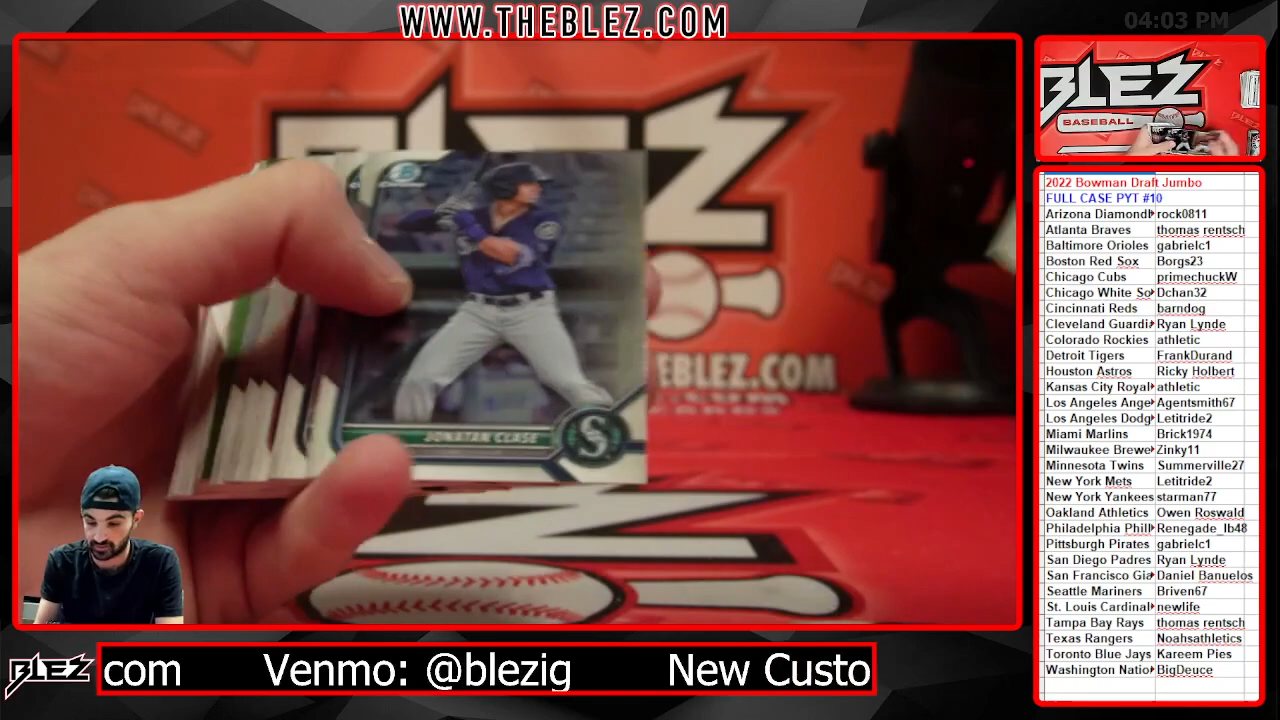 WWW.THEBLEZ.COM
04:03 PM
BLEZ
Chrome
JONATAN CLASE
S
EBLEZ.COM
BLEZ
BASEBALL
2022 Bowman Draft Jumbo
FULL CASE PYT #10
Arizona Diamondb rock0811
Atlanta Braves thomas rentsch
Baltimore Orioles gabrielc1
Boston Red Sox Borgs23
Chicago Cubs primechuckW
Chicago White So Dchan32
Cincinnati Reds barndog
Cleveland Guardi Ryan Lynde
Colorado Rockies athletic
Detroit Tigers FrankDurand
Houston Astros Ricky Holbert
Kansas City Royal athletic
Los Angeles Ange Agentsmith67
Los Angeles Dodg Letitride2
Miami Marlins Brick1974
Milwaukee Brewe Zinky11
Minnesota Twins Summerville27
New York Mets Letitride2
New York Yankees starman77
Oakland Athletics Owen Roswald
Philadelphia Phill Renegade_lb48
Pittsburgh Pirates gabrielc1
San Diego Padres Ryan Lynde
San Francisco Gia Daniel Banuelos
Seattle Mariners Briven67
St. Louis Cardinal newlife
Tampa Bay Rays thomas rentsch
Texas Rangers Noahsathletics
Toronto Blue Jays Kareem Pies
Washington Natio BigDeuce
BLEZ
com Venmo: @blezig New Custo